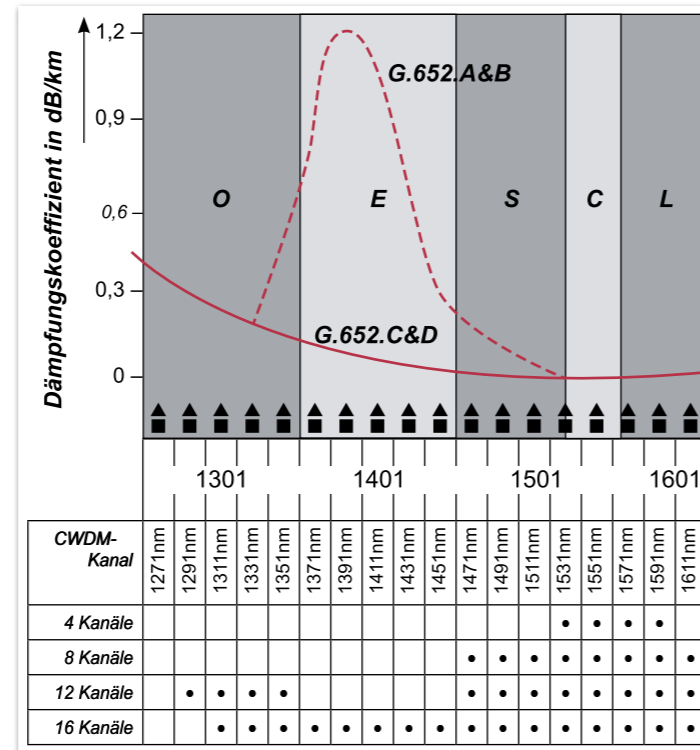 Dämpfungskoeffizient in dB/km
1,2
0,9
0,6
0,3
0
G.652.A&B
O
E
S
C
L
G.652.C&D
1301
1401
1501
1601
CWDM-
Kanal
1271nm
1291nm
1311nm
1331nm
1351nm
1371nm
1391nm
1411nm
1431nm
1451nm
1471nm
1491nm
1511nm
1531nm
1551nm
1571nm
1591nm
1611nm
4 Kanäle • • • •
8 Kanäle • • • • • • • •
12 Kanäle • • • • • • • • • • • •
16 Kanäle • • • • • • • • • • • • • • • •